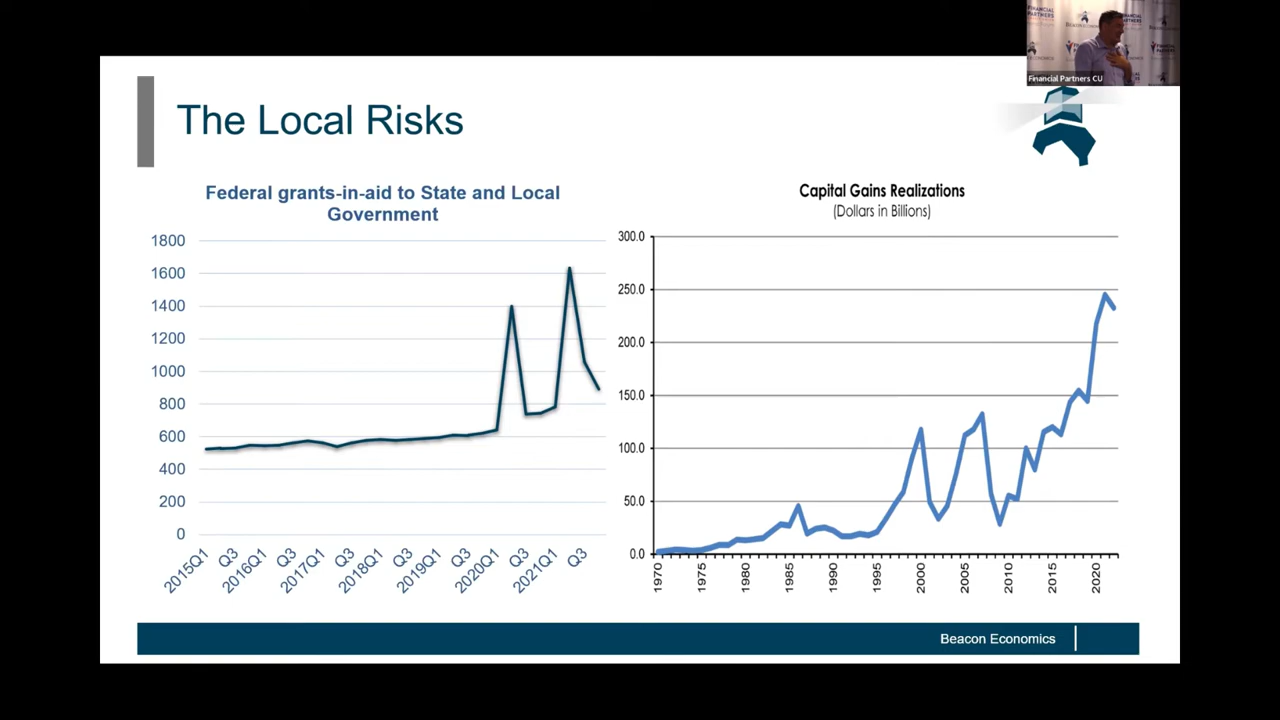 FINANCIAL
PARTNERS
Financial Partners CU
The Local Risks
Federal grants-in-aid to State and Local
Government
1800
1600
1400
1200
1000
800
600
400
200
0
2015Q1
Q3
2016Q1
Q3
2017Q1
Q3
2018Q1
Q3
2019Q1
Q3
2020Q1
Q3
2021Q1
Q3
Capital Gains Realizations
(Dollars in Billions)
300.0
250.0
200.0
150.0
100.0
50.0
0.0
1970
1975
1980
1985
1990
1995
2000
2005
2010
2015
2020
Beacon Economics